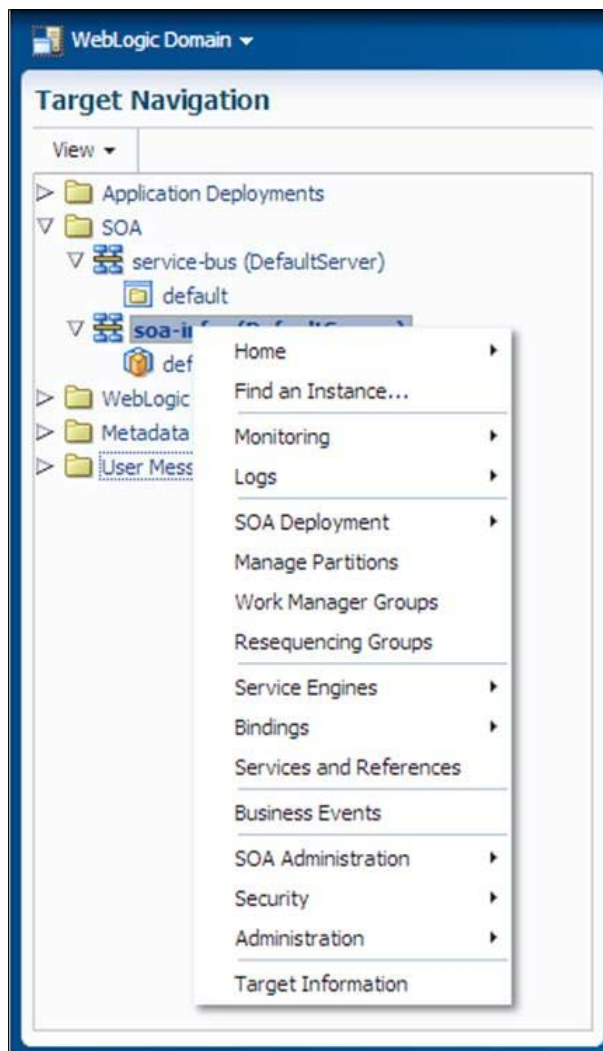 WebLogic Domain
Target Navigation
View
Application Deployments
SOA
service-bus (DefaultServer)
default
soa-in
def
WebLogic
Metadata
User Mess
Home
Find an Instance...
Monitoring
Logs
SOA Deployment
Manage Partitions
Work Manager Groups
Resequencing Groups
Service Engines
Bindings
Services and References
Business Events
SOA Administration
Security
Administration
Target Information